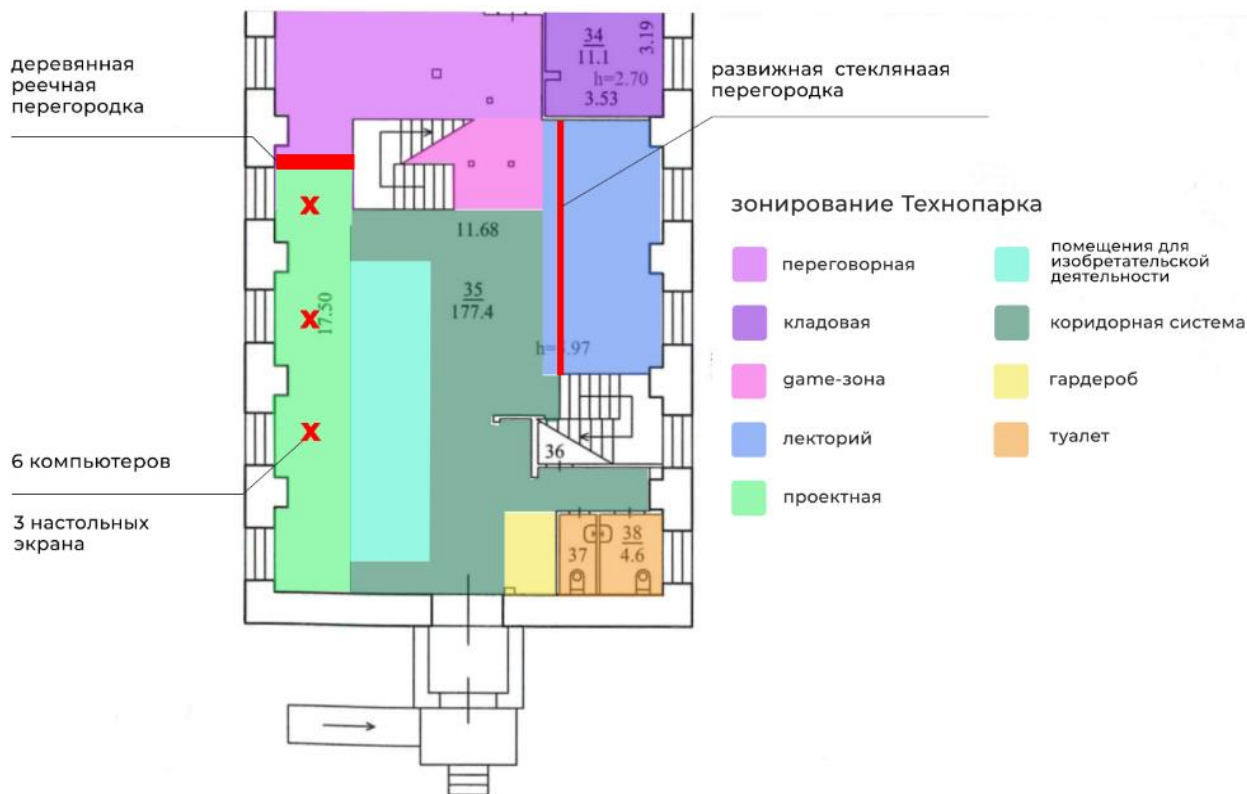 деревянная
реечная
перегородка
34
11.1
3.19
h=2.70
3.53
развижная стекляная
перегородка
зонирование Технопарка
переговорная
кладовая
game-зона
лекторий
проектная
помещения для
изобретательской
деятельности
коридорная система
гардероб
туалет
x
x
x
11.68
17.50
35
177.4
36
37
38
4.6
6 компьютеров
3 настольных
экрана